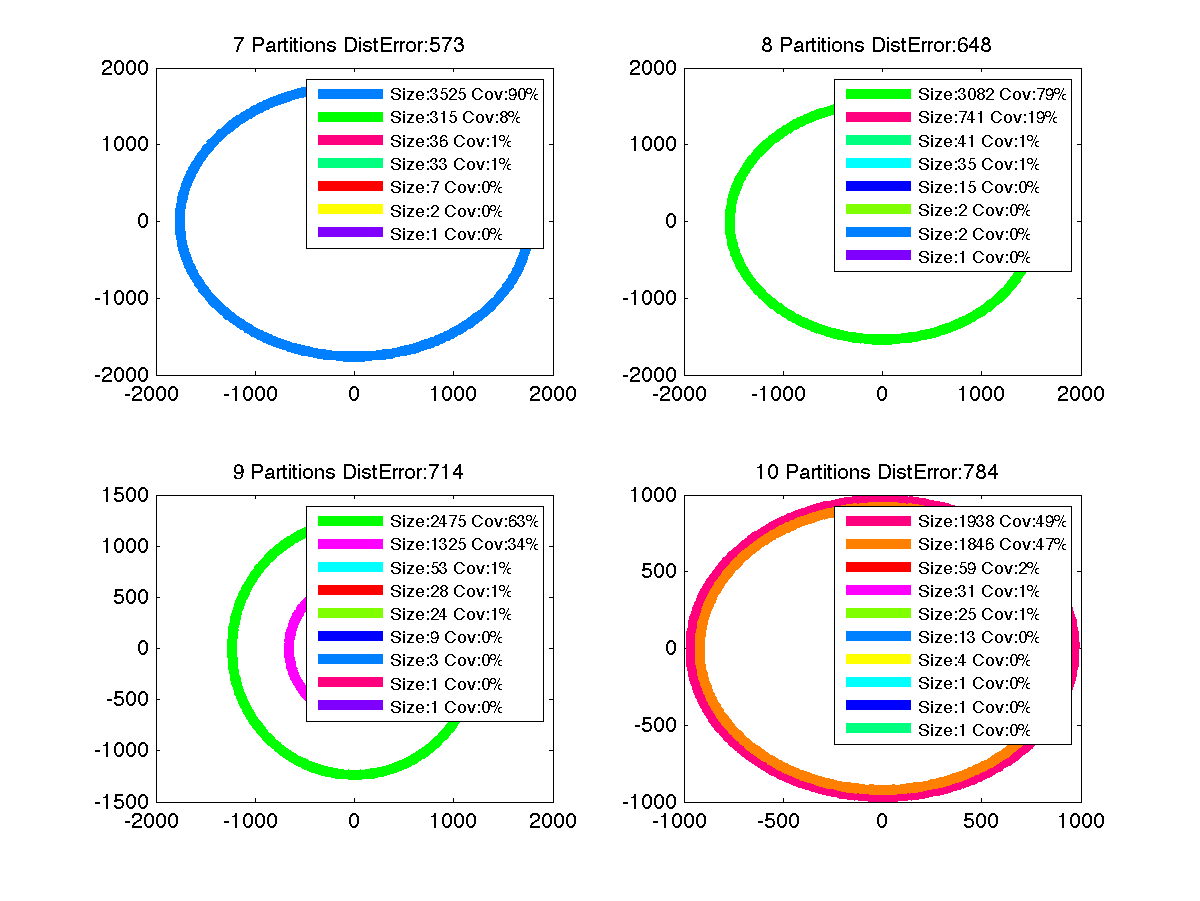 7 Partitions DistError:573
2000
1000
0
-1000
-2000
-2000 -1000 0 1000 2000
Size:3525 Cov:90%
Size:315 Cov:8%
Size:36 Cov:1%
Size:33 Cov:1%
Size:7 Cov:0%
Size:2 Cov:0%
Size:1 Cov:0%
8 Partitions DistError:648
2000
1000
0
-1000
-2000
-2000 -1000 0 1000 2000
Size:3082 Cov:79%
Size:741 Cov:19%
Size:41 Cov:1%
Size:35 Cov:1%
Size:15 Cov:0%
Size:2 Cov:0%
Size:2 Cov:0%
Size:1 Cov:0%
9 Partitions DistError:714
1500
1000
500
0
-500
-1000
-1500
-2000 -1000 0 1000 2000
Size:2475 Cov:63%
Size:1325 Cov:34%
Size:53 Cov:1%
Size:28 Cov:1%
Size:24 Cov:1%
Size:9 Cov:0%
Size:3 Cov:0%
Size:1 Cov:0%
Size:1 Cov:0%
10 Partitions DistError:784
1000
500
0
-500
-1000
-1000 -500 0 500 1000
Size:1938 Cov:49%
Size:1846 Cov:47%
Size:59 Cov:2%
Size:31 Cov:1%
Size:25 Cov:1%
Size:13 Cov:0%
Size:4 Cov:0%
Size:1 Cov:0%
Size:1 Cov:0%
Size:1 Cov:0%